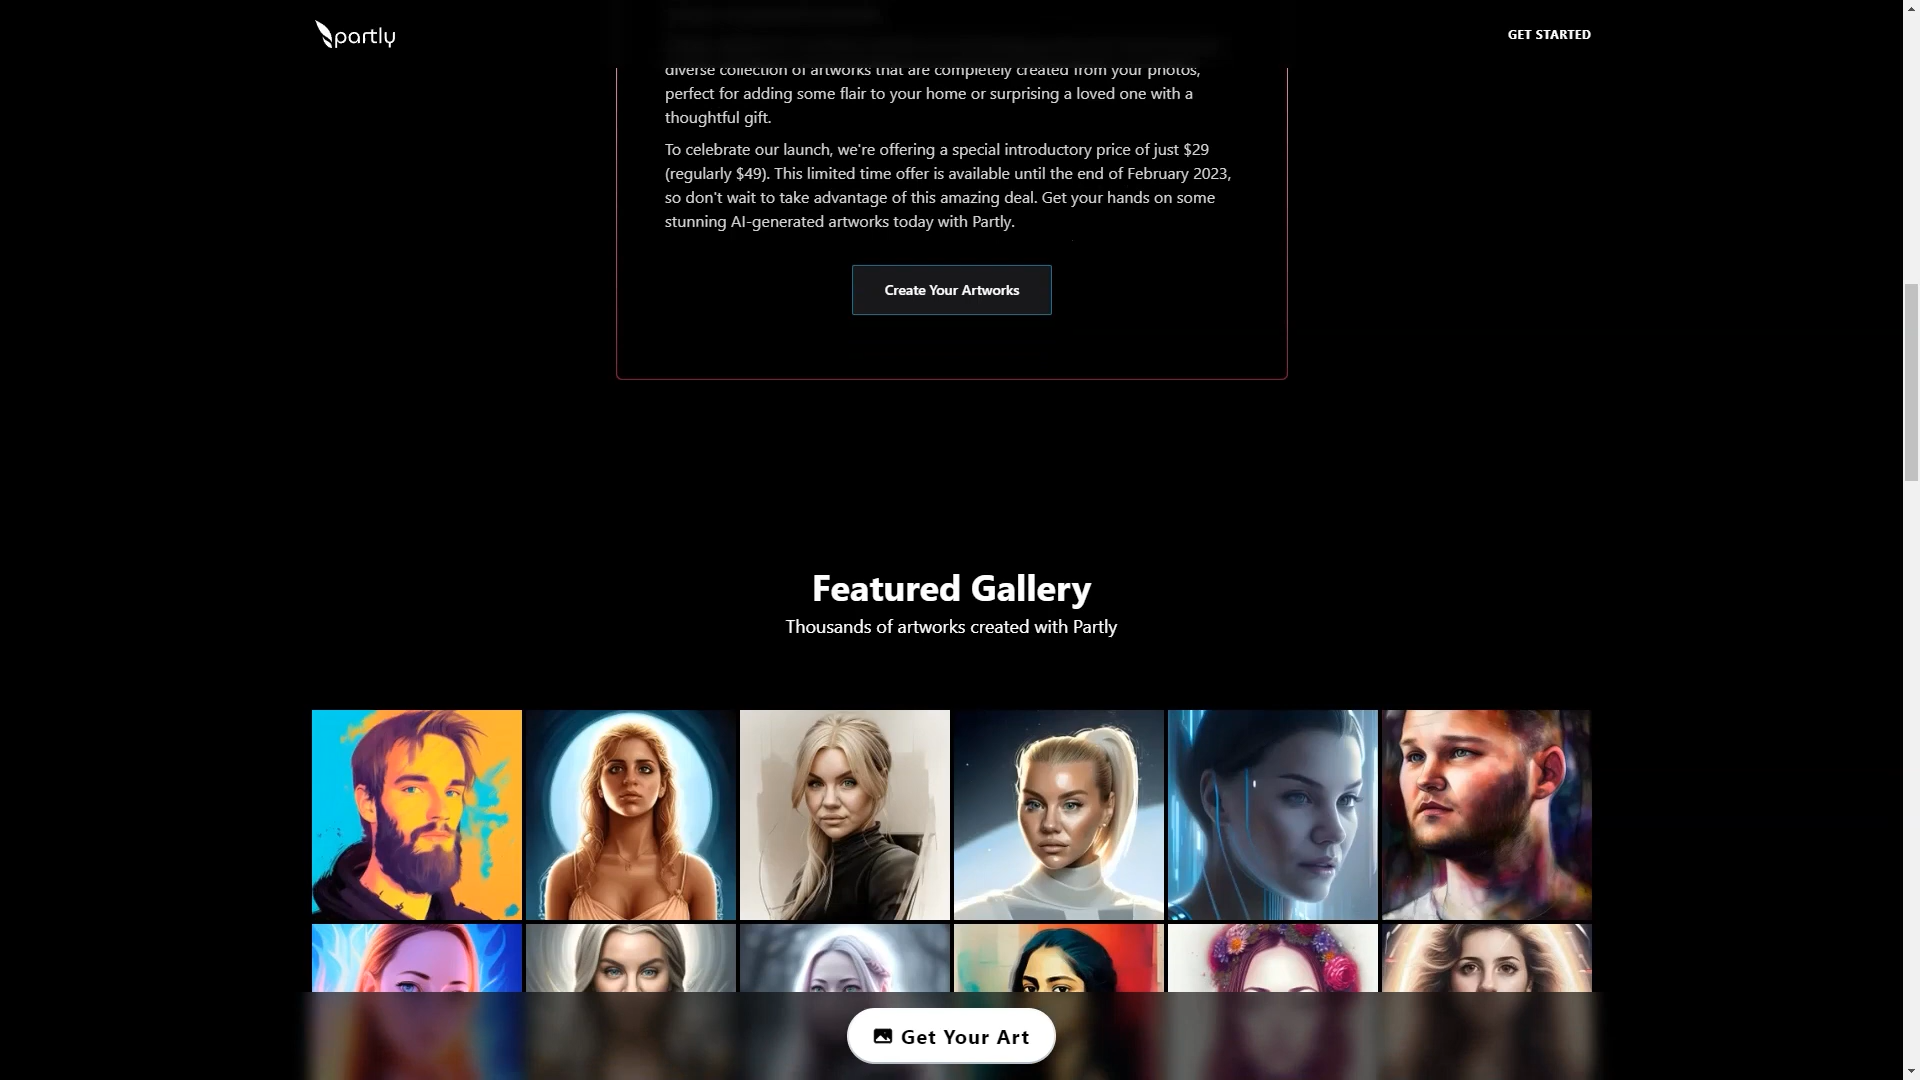 partly
GET STARTED
diverse collection of artworks that are completely created from your photos,
perfect for adding some flair to your home or surprising a loved one with a
thoughtful gift.
To celebrate our launch, we're offering a special introductory price of just $29
(regularly $49). This limited time offer is available until the end of February 2023,
so don't wait to take advantage of this amazing deal. Get your hands on some
stunning AI-generated artworks today with Partly.
Create Your Artworks
Featured Gallery
Thousands of artworks created with Partly
Get Your Art